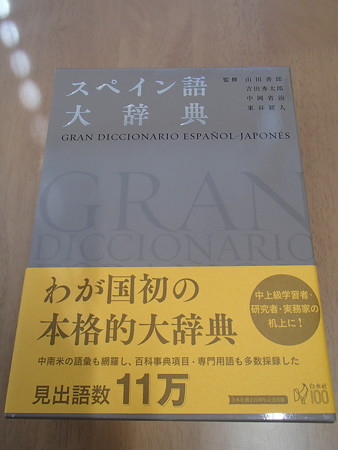 スペイン語
大辞典
監修 山田善郎
吉田秀太郎
中岡省治
東谷穎人
GRAN DICCIONARIO ESPAÑOL-JAPONÉS
GRAN
DICCIONARIO
わが国初の
本格的大辞典
中上級学習者・
研究者・実務家の
机上に！
中南米の語彙も網羅し、百科事典項目・専門用語も多数採録した
見出語数 11万
白水社
100